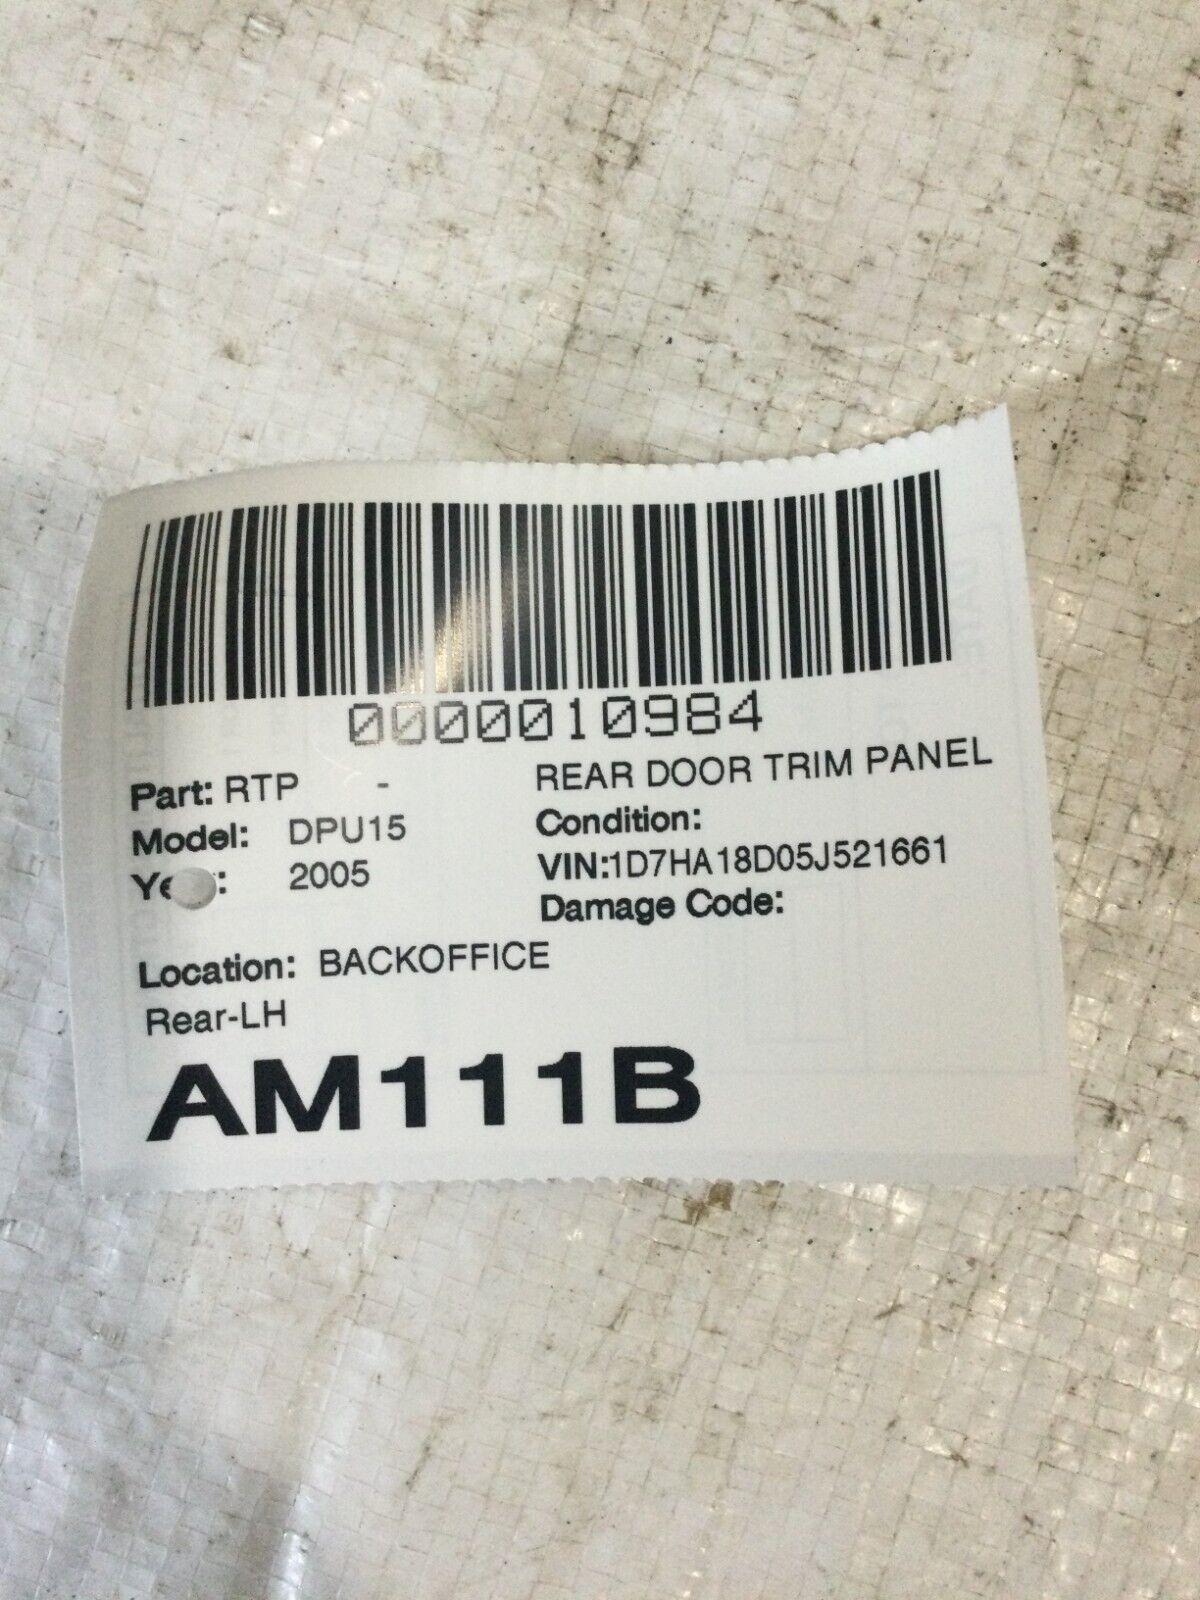 0000010984
Part: RTP - REAR DOOR TRIM PANEL
Model: DPU15 Condition:
2005 VIN:1D7HA18D05J521661
Damage Code:
Location: BACKOFFICE
Rear-LH
AM111B